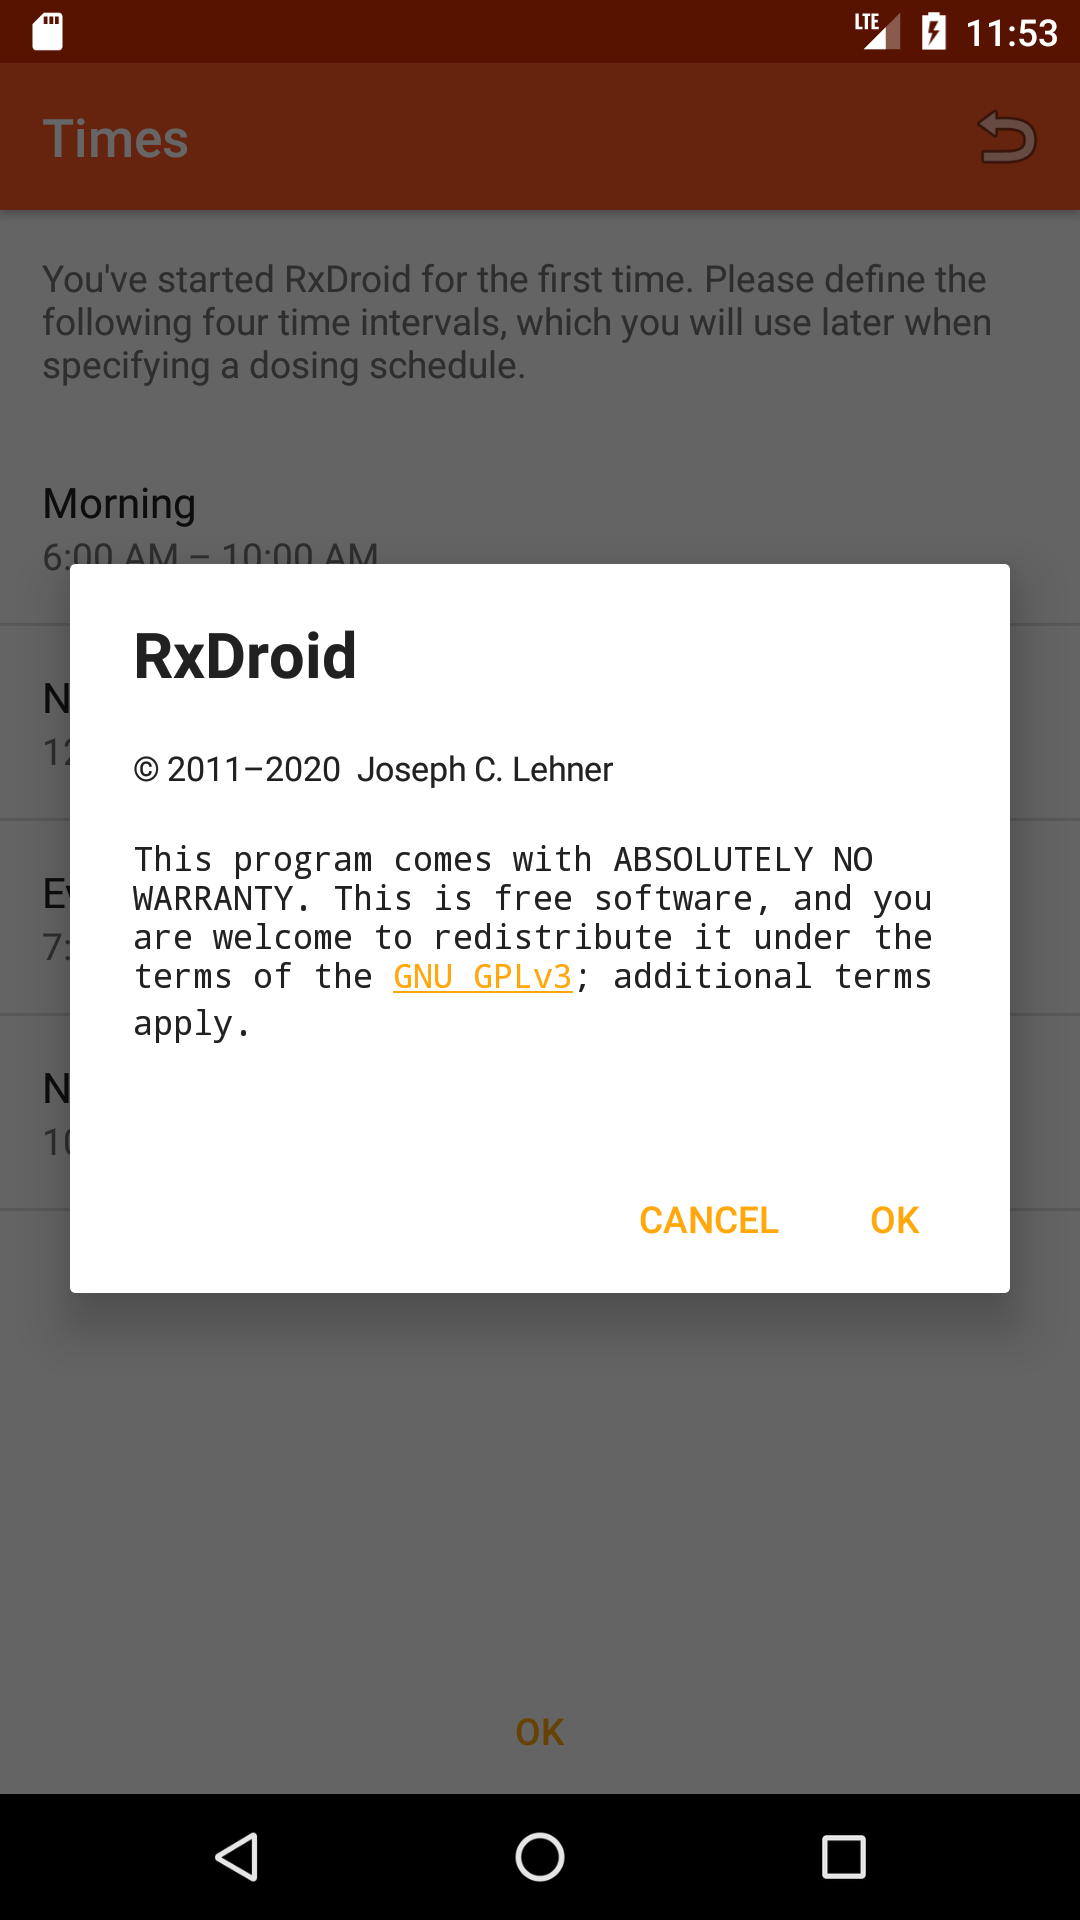 LTE 11:53
Times
You've started RxDroid for the first time. Please define the
following four time intervals, which you will use later when
specifying a dosing schedule.
Morning
6:00 AM – 10:00 AM
RxDroid
© 2011–2020 Joseph C. Lehner
This program comes with ABSOLUTELY NO
WARRANTY. This is free software, and you
are welcome to redistribute it under the
terms of the GNU GPLv3; additional terms
apply.
CANCEL OK
OK